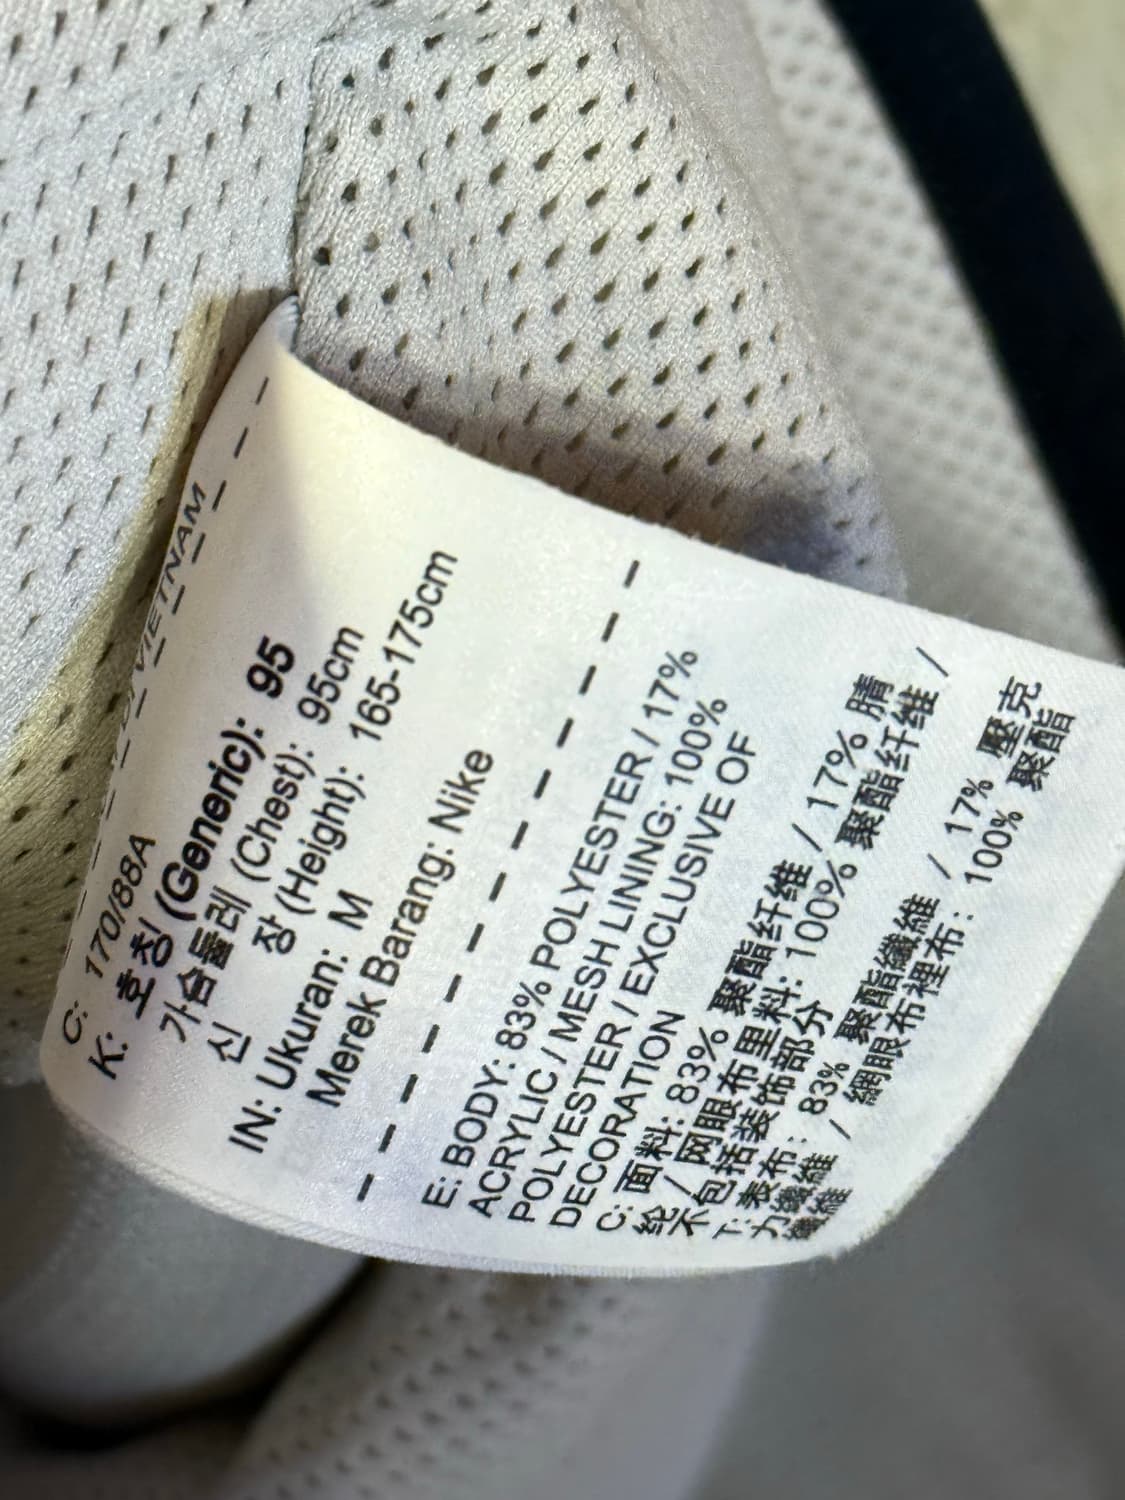 VIETNAM
C: 170/88A
K: 호칭 (Generic): 95
가슴둘레 (Chest): 95cm
신 장 (Height): 165-175cm
IN: Ukuran: M
Merek Barang: Nike
E: BODY: 83% POLYESTER / 17%
ACRYLIC / MESH LINING: 100%
POLYESTER / EXCLUSIVE OF
DECORATION
C: 面料: 83% 聚酯纤维 / 17% 腈
纶 / 网眼布里料: 100% 聚酯纤维 /
不包括装饰部分
T: 表布: 83% 聚酯纖維 / 17% 壓克
力纖維 / 網眼布裡布: 100% 聚酯
纖維